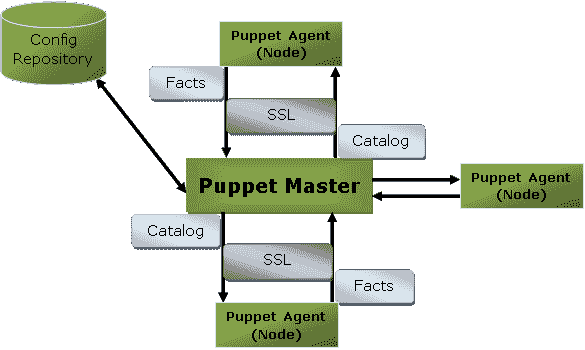 Config
Repository
Puppet Agent
(Node)
Facts
SSL
Catalog
Puppet Master
Puppet Agent
(Node)
Catalog
SSL
Facts
Puppet Agent
(Node)